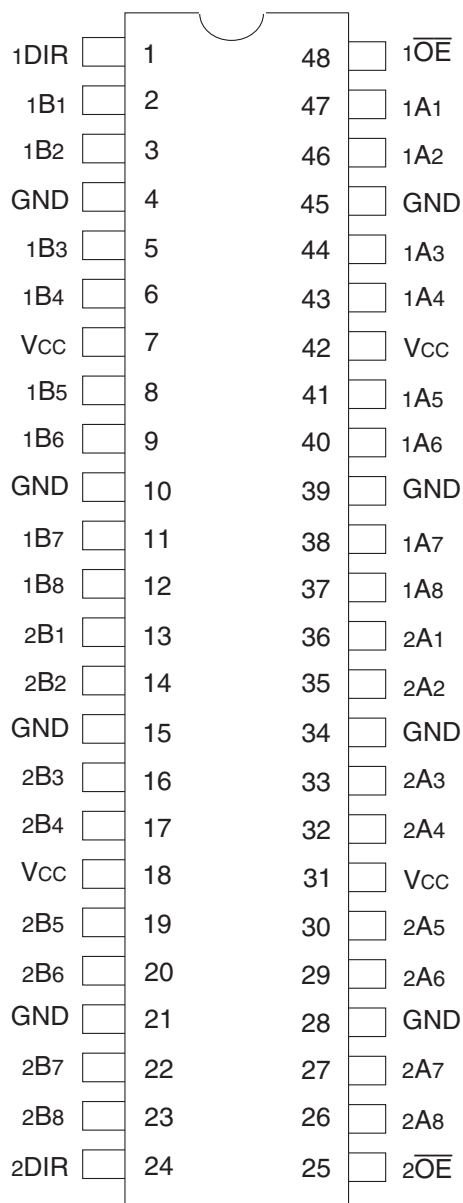 1DIR 1 48 1O̅E̅
1B1 2 47 1A1
1B2 3 46 1A2
GND 4 45 GND
1B3 5 44 1A3
1B4 6 43 1A4
VCC 7 42 VCC
1B5 8 41 1A5
1B6 9 40 1A6
GND 10 39 GND
1B7 11 38 1A7
1B8 12 37 1A8
2B1 13 36 2A1
2B2 14 35 2A2
GND 15 34 GND
2B3 16 33 2A3
2B4 17 32 2A4
VCC 18 31 VCC
2B5 19 30 2A5
2B6 20 29 2A6
GND 21 28 GND
2B7 22 27 2A7
2B8 23 26 2A8
2DIR 24 25 2O̅E̅